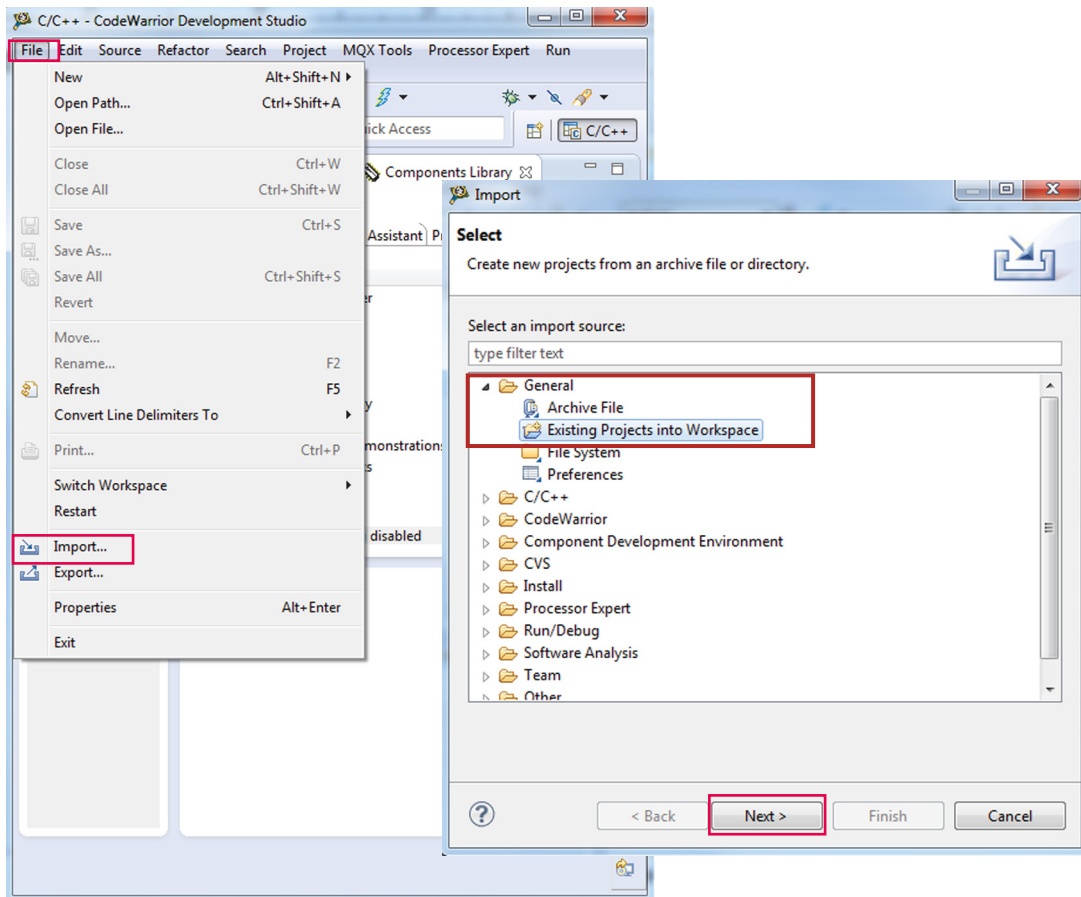 C/C++ - CodeWarrior Development Studio
File Edit Source Refactor Search Project MQX Tools Processor Expert Run
New Alt+Shift+N
Open Path... Ctrl+Shift+A
Open File...
Close Ctrl+W
Close All Ctrl+Shift+W
Save Ctrl+S
Save As...
Save All Ctrl+Shift+S
Revert
Move...
Rename... F2
Refresh F5
Convert Line Delimiters To
Print... Ctrl+P
Switch Workspace
Restart
Import...
Export...
Properties Alt+Enter
Exit
ick Access
C/C++
Components Library
Assistant P
er
y
monstration
s
disabled
Import
Select
Create new projects from an archive file or directory.
Select an import source:
type filter text
General
Archive File
Existing Projects into Workspace
File System
Preferences
C/C++
CodeWarrior
Component Development Environment
CVS
Install
Processor Expert
Run/Debug
Software Analysis
Team
Other
? < Back Next > Finish Cancel